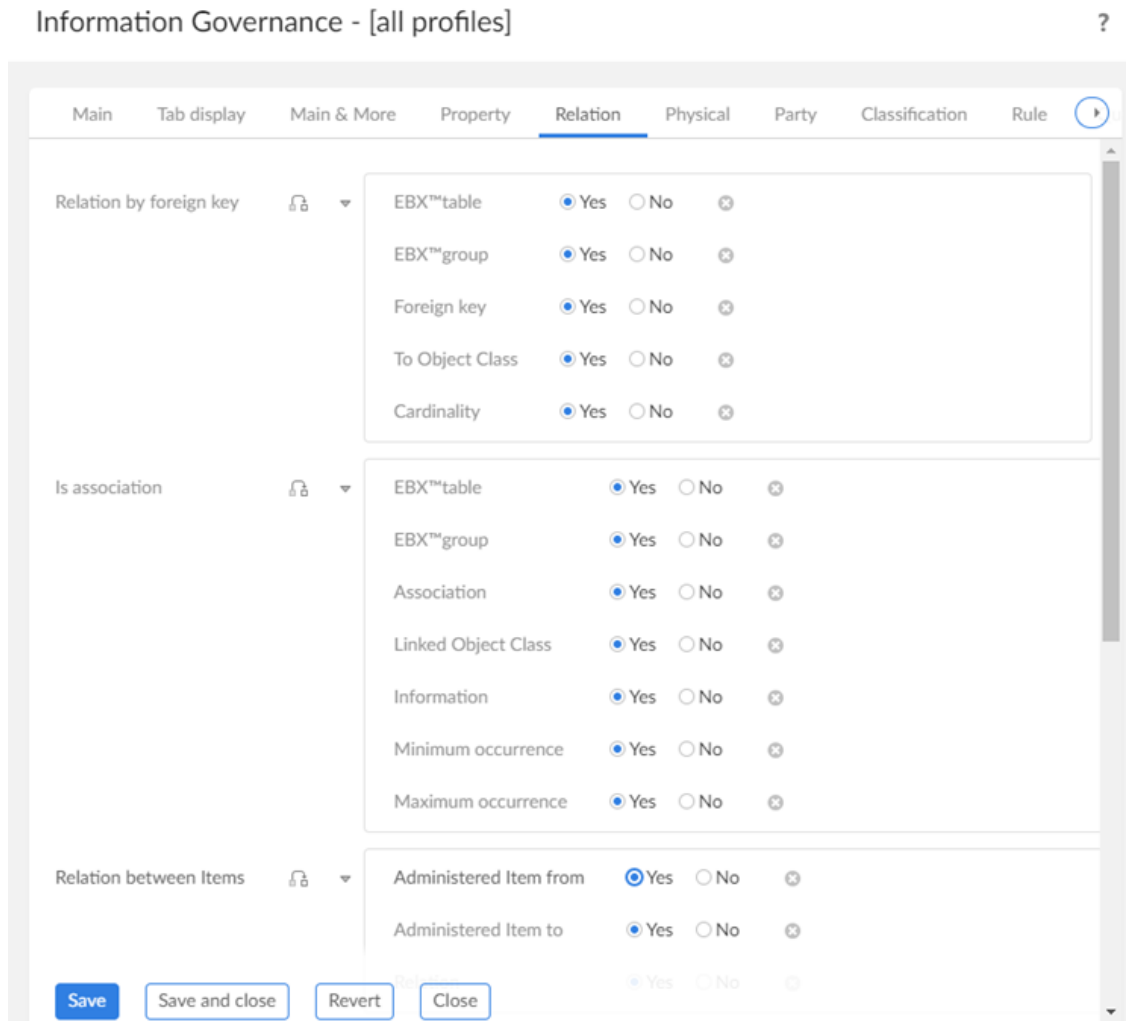 Information Governance - [all profiles] ?
Main Tab display Main & More Property Relation Physical Party Classification Rule
Relation by foreign key EBX™table Yes No
EBX™group Yes No
Foreign key Yes No
To Object Class Yes No
Cardinality Yes No
Is association EBX™table Yes No
EBX™group Yes No
Association Yes No
Linked Object Class Yes No
Information Yes No
Minimum occurrence Yes No
Maximum occurrence Yes No
Relation between Items Administered Item from Yes No
Administered Item to Yes No
Relation Yes No
Save Save and close Revert Close